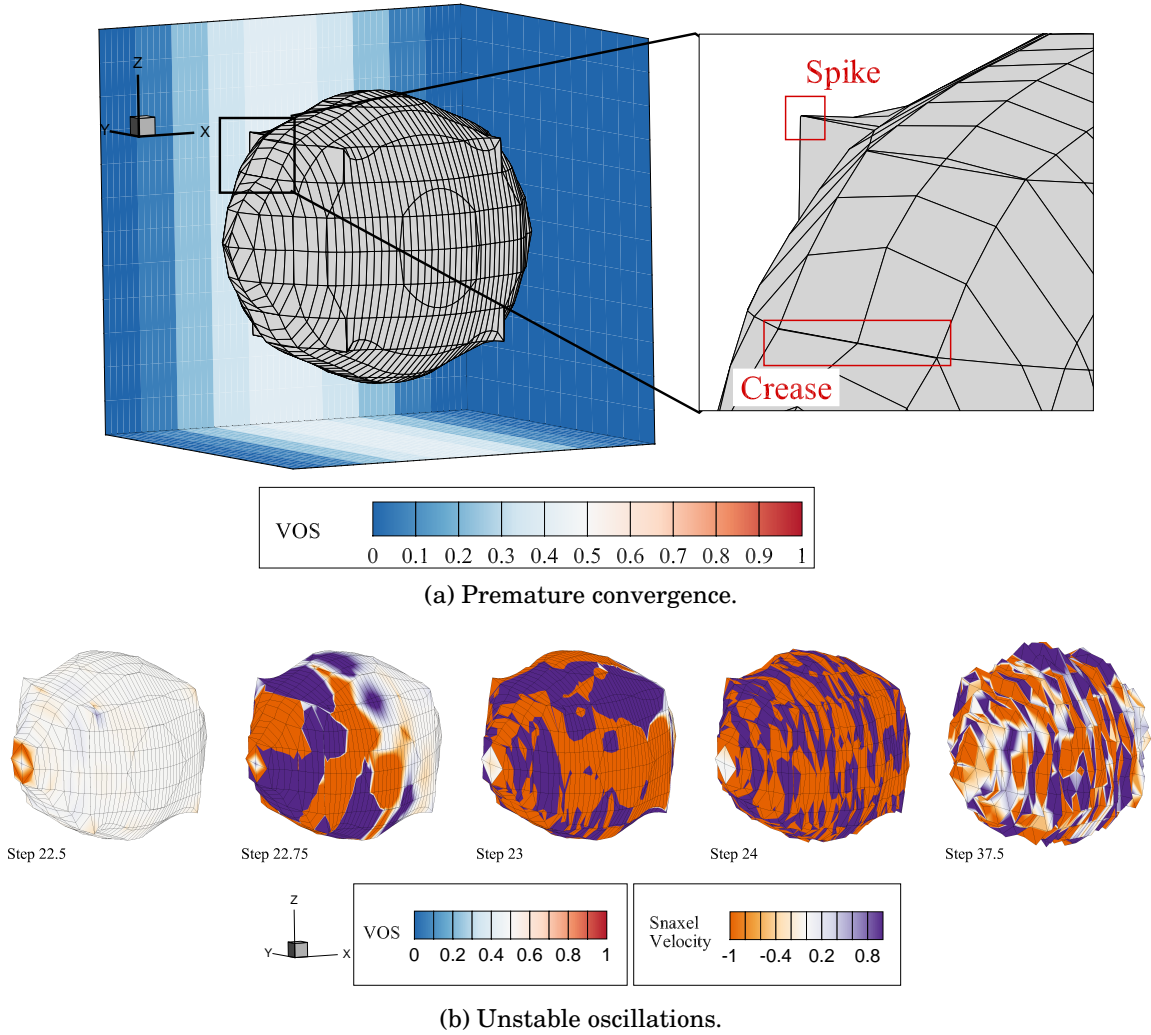 Spike
Z
Y
X
Crease
VOS
0 0.1 0.2 0.3 0.4 0.5 0.6 0.7 0.8 0.9 1
(a) Premature convergence.
Step 22.5
Step 22.75
Step 23
Step 24
Step 37.5
Z
Y
X
VOS
0 0.2 0.4 0.6 0.8 1
Snaxel
Velocity
-1 -0.4 0.2 0.8
(b) Unstable oscillations.